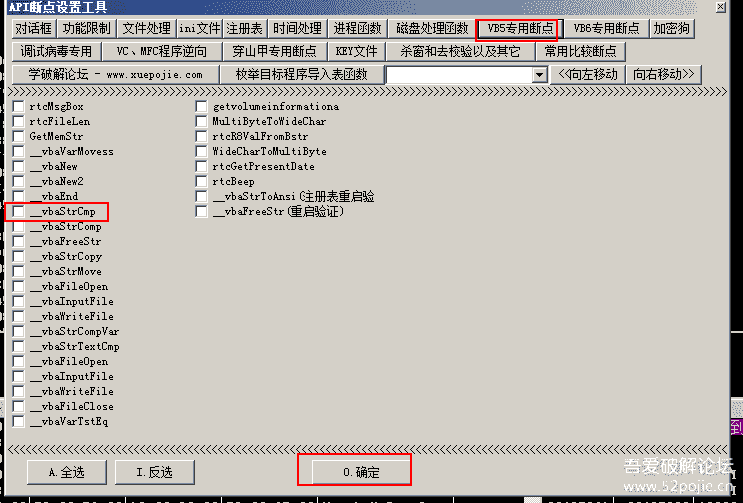 API断点设置工具
对话框 功能限制 文件处理 ini文件 注册表 时间处理 进程函数 磁盘处理函数 VB5专用断点 VB6专用断点 加密狗
调试病毒专用 VC、MFC程序逆向 穿山甲专用断点 KEY文件 杀窗和去校验以及其它 常用比较断点
学破解论坛 - www.xuepojie.com 枚举目标程序导入表函数 <<向左移动 向右移动>>
rtcMsgBox
rtcFileLen
GetMemStr
__vbaVarMovess
__vbaNew
__vbaNew2
__vbaEnd
__vbaStrCmp
__vbaStrComp
__vbaFreeStr
__vbaStrCopy
__vbaStrMove
__vbaFileOpen
__vbaInputFile
__vbaWriteFile
__vbaStrCompVar
__vbaStrTextCmp
__vbaFileOpen
__vbaInputFile
__vbaWriteFile
__vbaFileClose
__vbaVarTstEq
getvolumeinformationa
MultiByteToWideChar
rtcR8ValFromBstr
WideCharToMultiByte
rtcGetPresentDate
rtcBeep
__vbaStrToAnsi(注册表重启验
__vbaFreeStr(重启验证)
A.全选 I.反选 O.确定
到
吾爱破解论坛
www.52pojie.cn